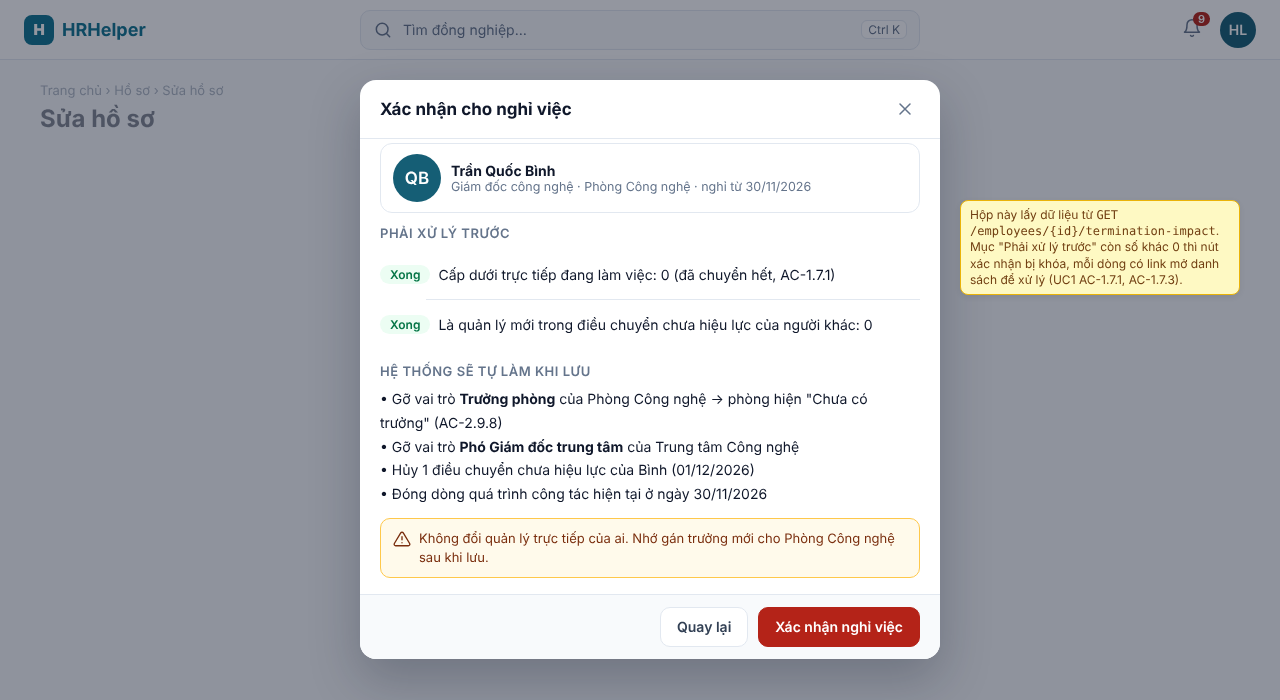 H HRHelper
Tìm đồng nghiệp...
Ctrl K
9
HL
Trang chủ › Hồ sơ › Sửa hồ sơ
Sửa hồ sơ
Xác nhận cho nghỉ việc
QB
Trần Quốc Bình
Giám đốc công nghệ · Phòng Công nghệ · nghỉ từ 30/11/2026
PHẢI XỬ LÝ TRƯỚC
Xong Cấp dưới trực tiếp đang làm việc: 0 (đã chuyển hết, AC-1.7.1)
Xong Là quản lý mới trong điều chuyển chưa hiệu lực của người khác: 0
HỆ THỐNG SẼ TỰ LÀM KHI LƯU
• Gỡ vai trò Trưởng phòng của Phòng Công nghệ → phòng hiện "Chưa có
trưởng" (AC-2.9.8)
• Gỡ vai trò Phó Giám đốc trung tâm của Trung tâm Công nghệ
• Hủy 1 điều chuyển chưa hiệu lực của Bình (01/12/2026)
• Đóng dòng quá trình công tác hiện tại ở ngày 30/11/2026
Không đổi quản lý trực tiếp của ai. Nhớ gán trưởng mới cho Phòng Công nghệ
sau khi lưu.
Quay lại
Xác nhận nghỉ việc
Hộp này lấy dữ liệu từ GET
/employees/{id}/termination-impact.
Mục "Phải xử lý trước" còn số khác 0 thì nút
xác nhận bị khóa, mỗi dòng có link mở danh
sách để xử lý (UC1 AC-1.7.1, AC-1.7.3).